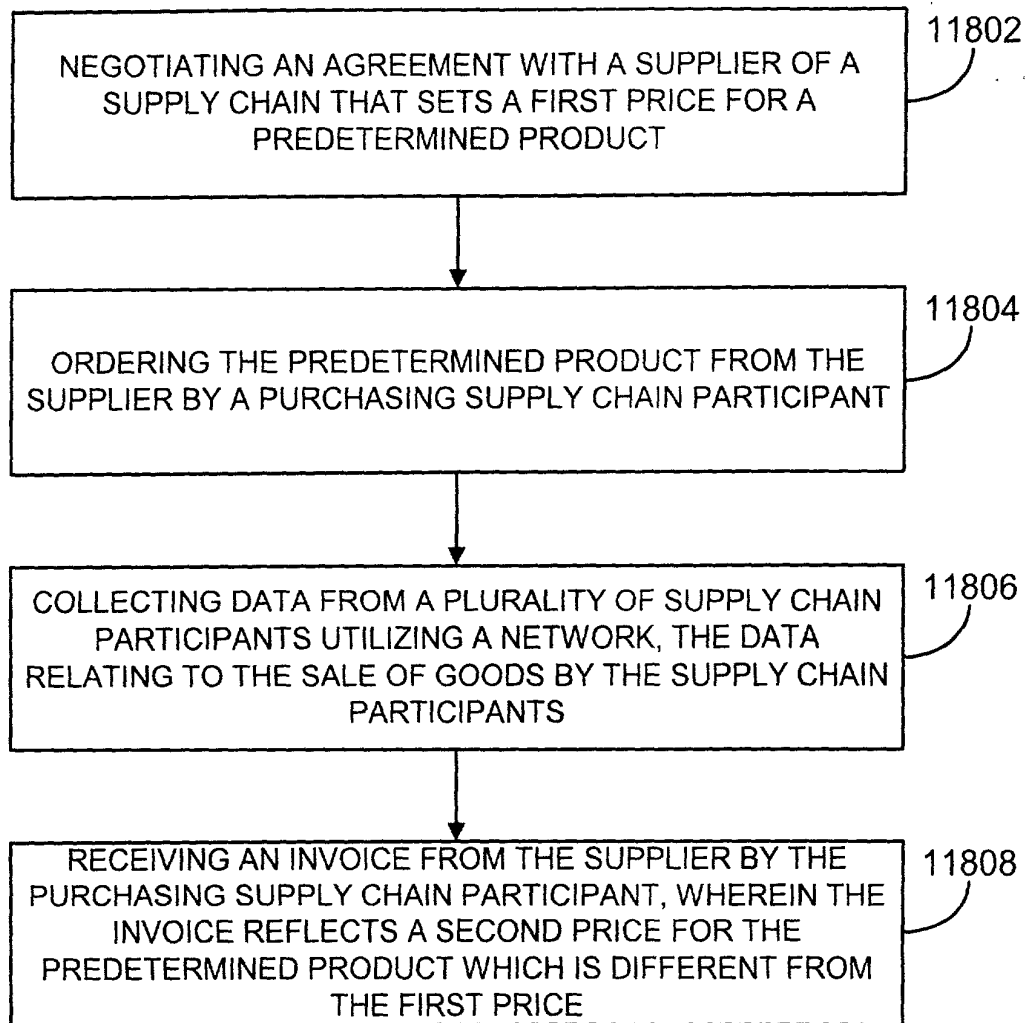 11802
NEGOTIATING AN AGREEMENT WITH A SUPPLIER OF A
SUPPLY CHAIN THAT SETS A FIRST PRICE FOR A
PREDETERMINED PRODUCT
11804
ORDERING THE PREDETERMINED PRODUCT FROM THE
SUPPLIER BY A PURCHASING SUPPLY CHAIN PARTICIPANT
11806
COLLECTING DATA FROM A PLURALITY OF SUPPLY CHAIN
PARTICIPANTS UTILIZING A NETWORK, THE DATA
RELATING TO THE SALE OF GOODS BY THE SUPPLY CHAIN
PARTICIPANTS
11808
RECEIVING AN INVOICE FROM THE SUPPLIER BY THE
PURCHASING SUPPLY CHAIN PARTICIPANT, WHEREIN THE
INVOICE REFLECTS A SECOND PRICE FOR THE
PREDETERMINED PRODUCT WHICH IS DIFFERENT FROM
THE FIRST PRICE